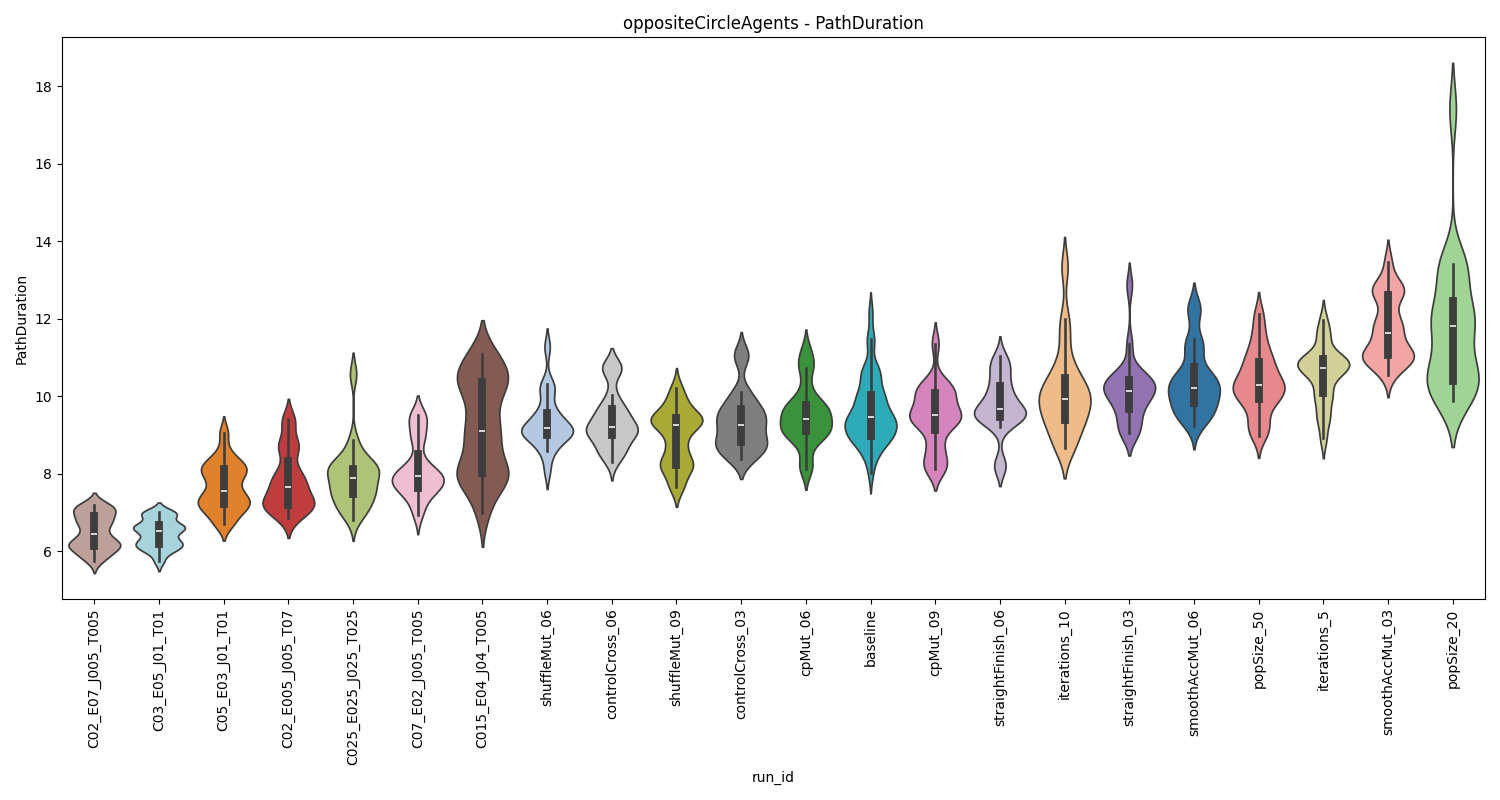 oppositeCircleAgents - PathDuration
PathDuration
18
16
14
12
10
8
6
C02_E07_J005_T005
C03_E05_J01_T01
C05_E03_J01_T01
C02_E005_J005_T07
C025_E025_J025_T025
C07_E02_J005_T005
C015_E04_J04_T005
shuffleMut_06
controlCross_06
shuffleMut_09
controlCross_03
cpMut_06
baseline
cpMut_09
straightFinish_06
iterations_10
straightFinish_03
smoothAccMut_06
popSize_50
iterations_5
smoothAccMut_03
popSize_20
run_id